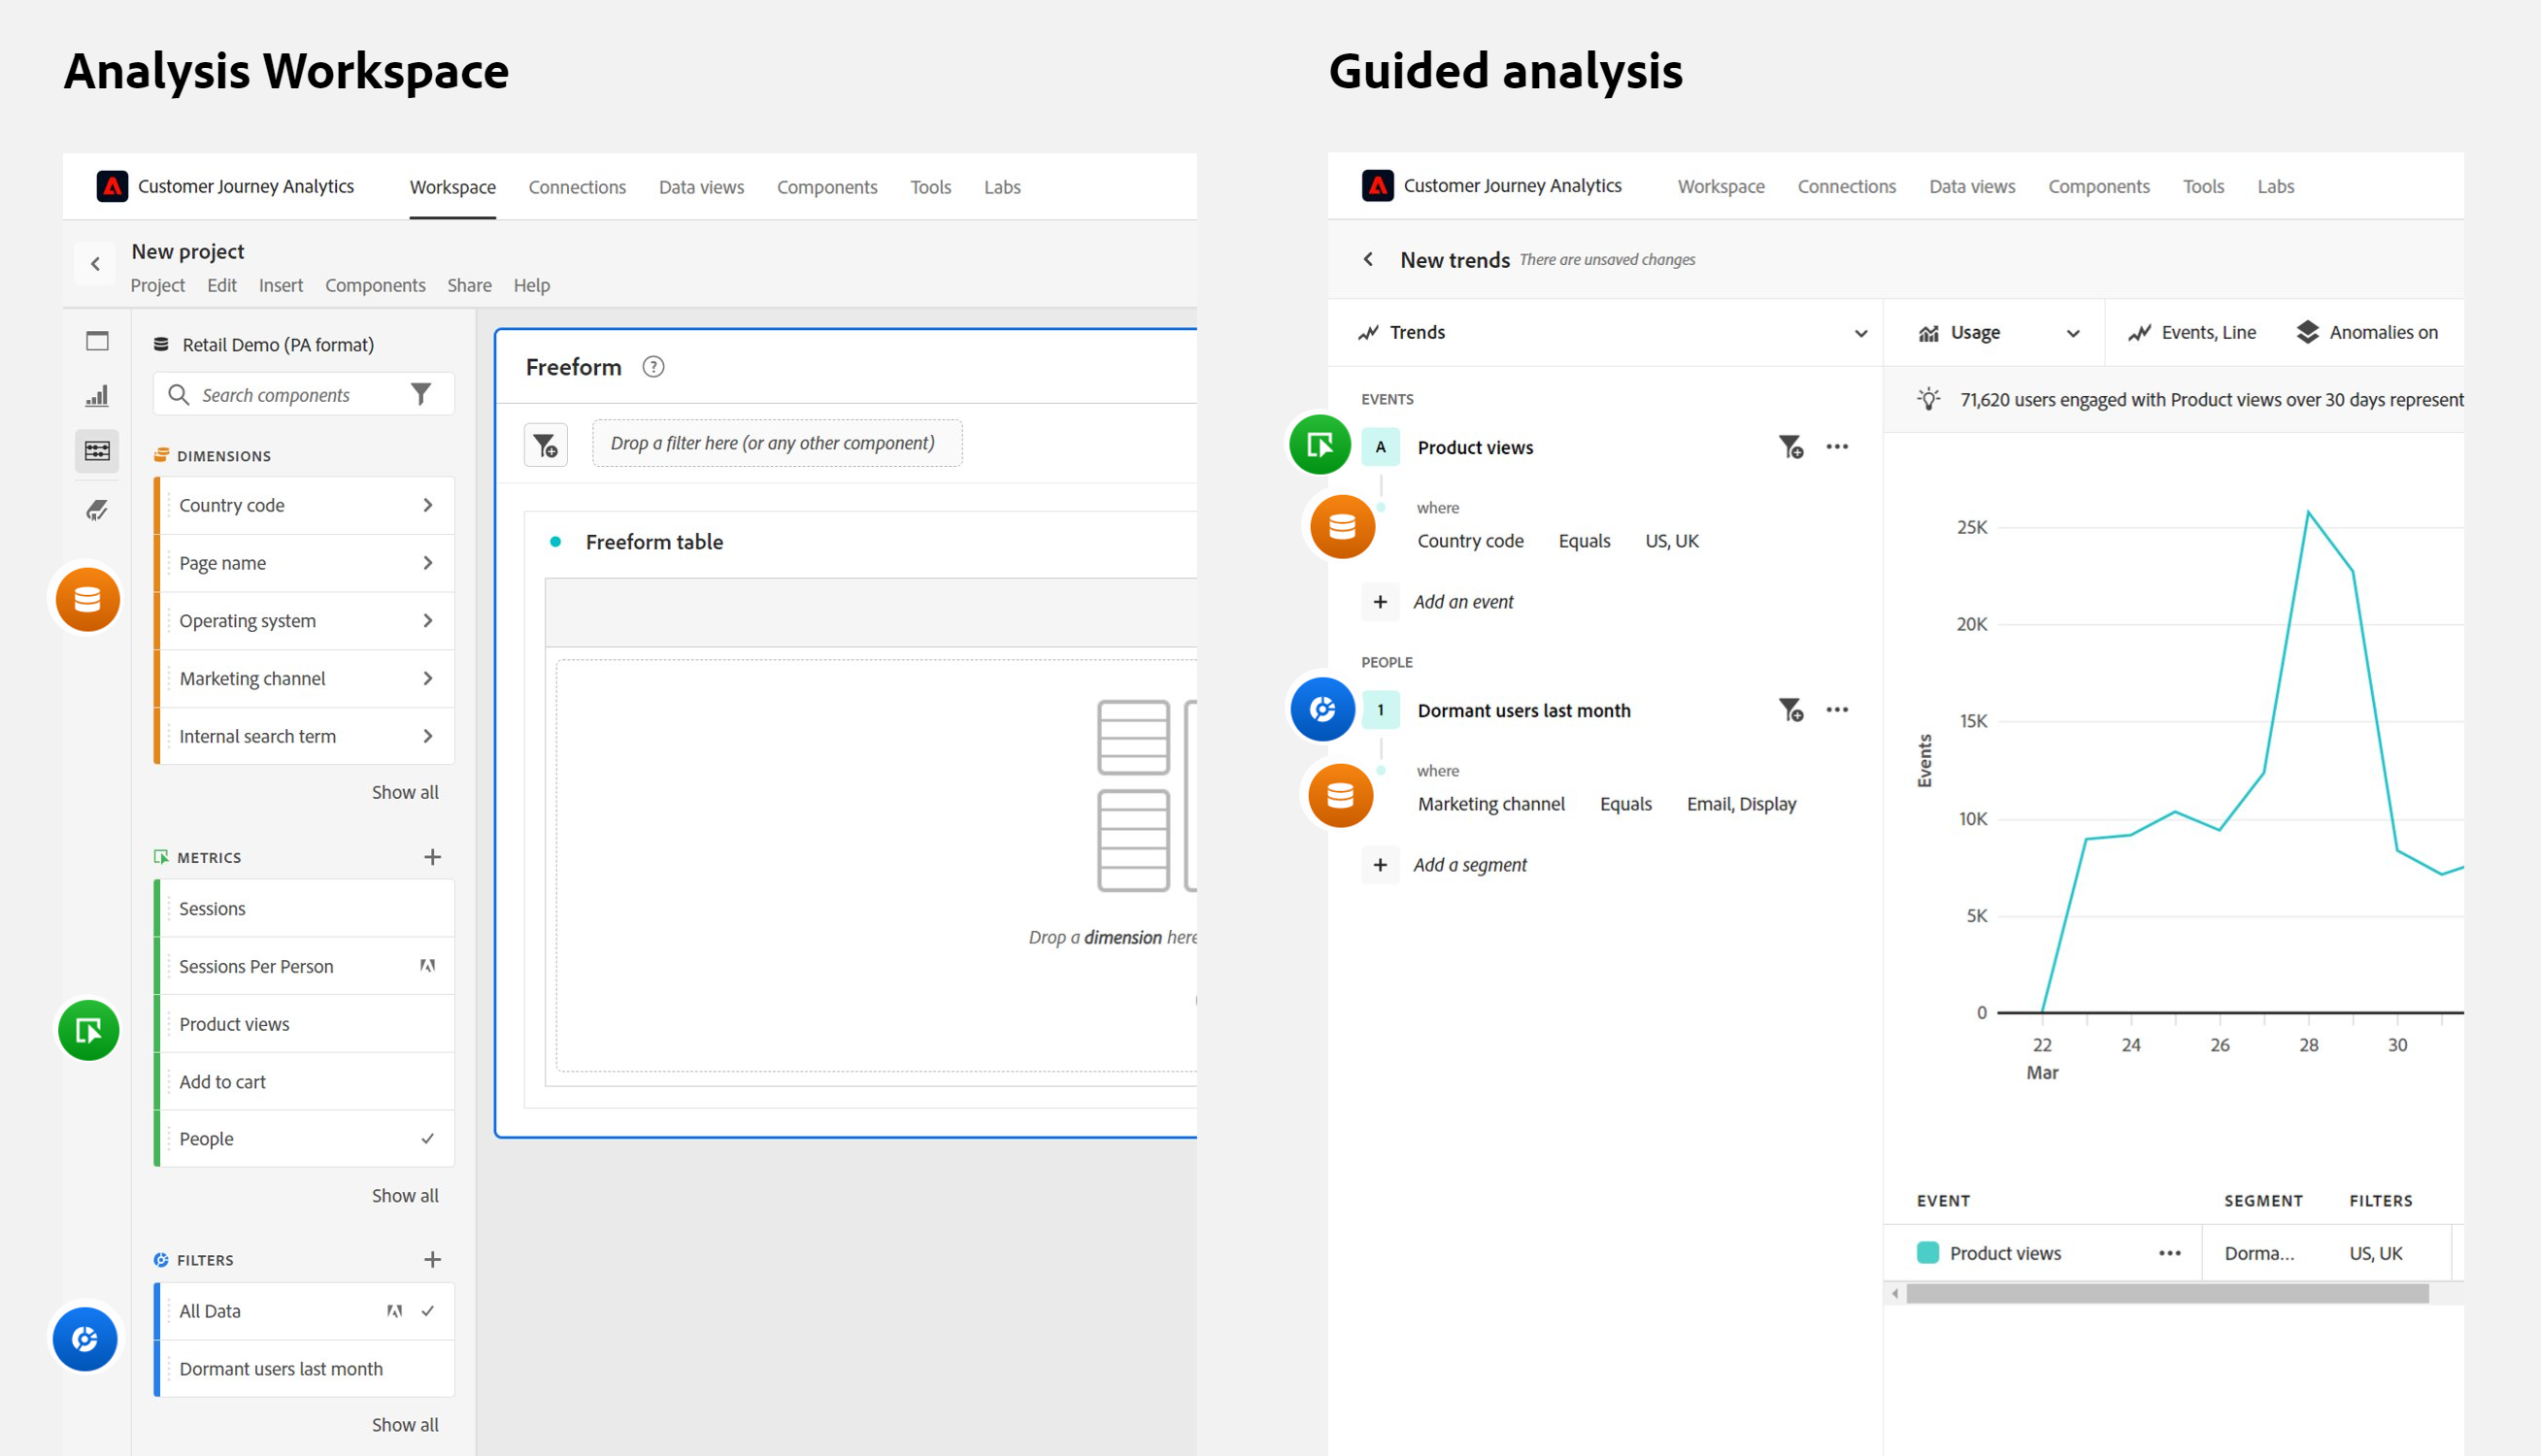 Analysis Workspace
Customer Journey Analytics Workspace Connections Data views Components Tools Labs
New project
Project Edit Insert Components Share Help
Retail Demo (PA format)
Search components
DIMENSIONS
Country code
Page name
Operating system
Marketing channel
Internal search term
Show all
METRICS
Sessions
Sessions Per Person
Product views
Add to cart
People
Show all
FILTERS
All Data
Dormant users last month
Show all
Freeform ?
Drop a filter here (or any other component)
Freeform table
Drop a dimension here
Guided analysis
Customer Journey Analytics Workspace Connections Data views Components Tools Labs
New trends There are unsaved changes
Trends
EVENTS
A Product views
where
Country code Equals US, UK
+ Add an event
PEOPLE
1 Dormant users last month
where
Marketing channel Equals Email, Display
+ Add a segment
Usage Events, Line Anomalies on
71,620 users engaged with Product views over 30 days represent
Events
25K
20K
15K
10K
5K
0
22 24 26 28 30
Mar
EVENT SEGMENT FILTERS
Product views ••• Dorma... US, UK